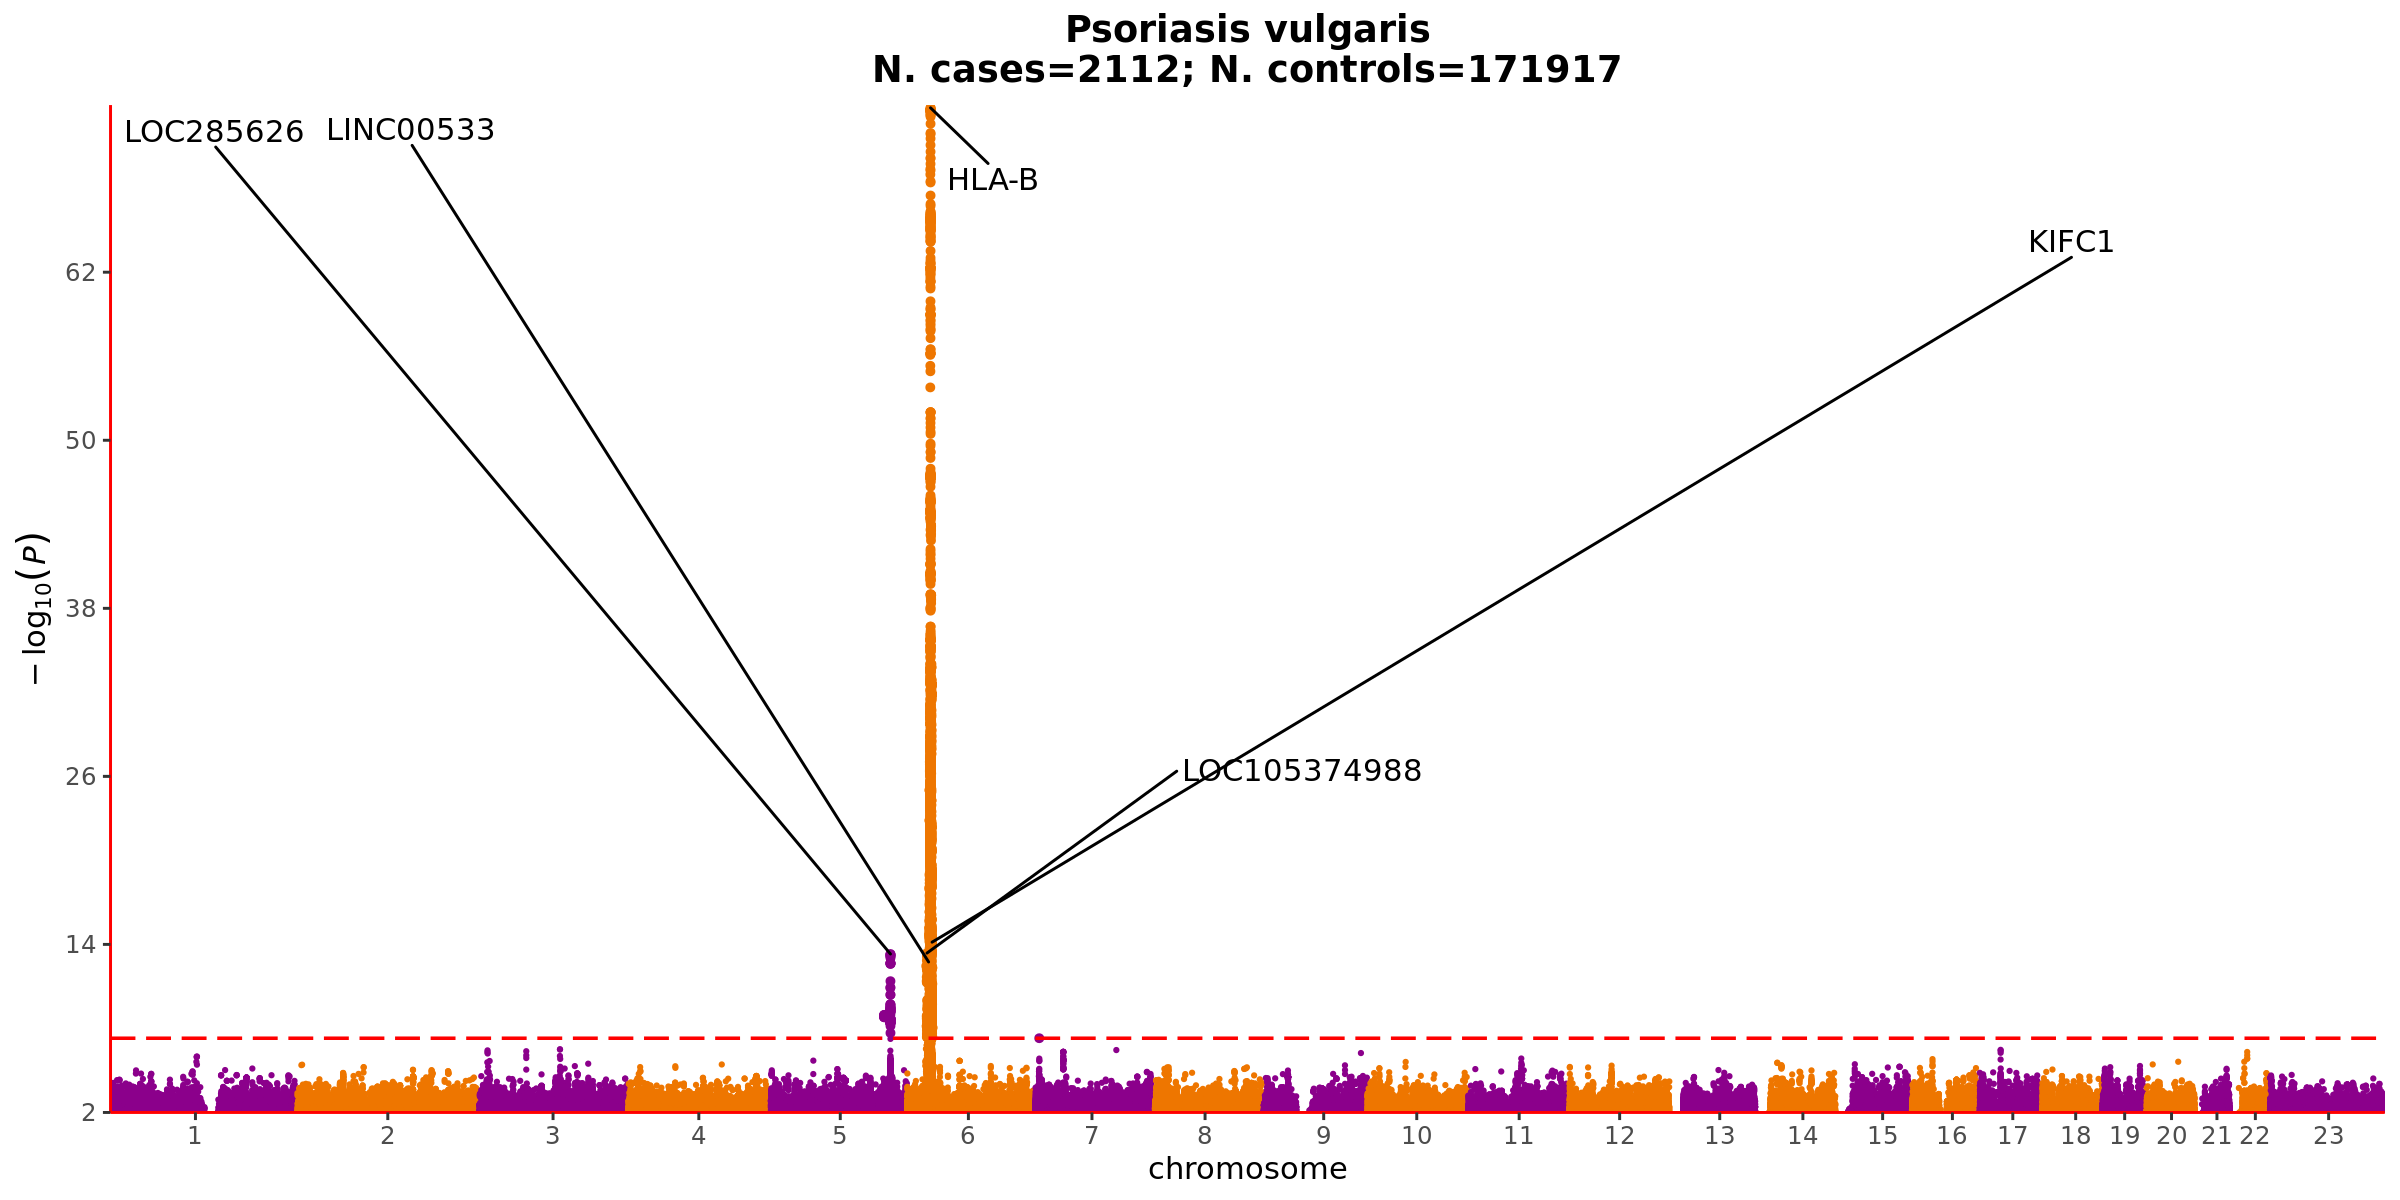 Psoriasis vulgaris
N. cases=2112; N. controls=171917
LOC285626 LINC00533
HLA-B
KIFC1
LOC105374988
−log₁₀(P)
62
50
38
26
14
2
1 2 3 4 5 6 7 8 9 10 11 12 13 14 15 16 17 18 19 20 21 22 23
chromosome